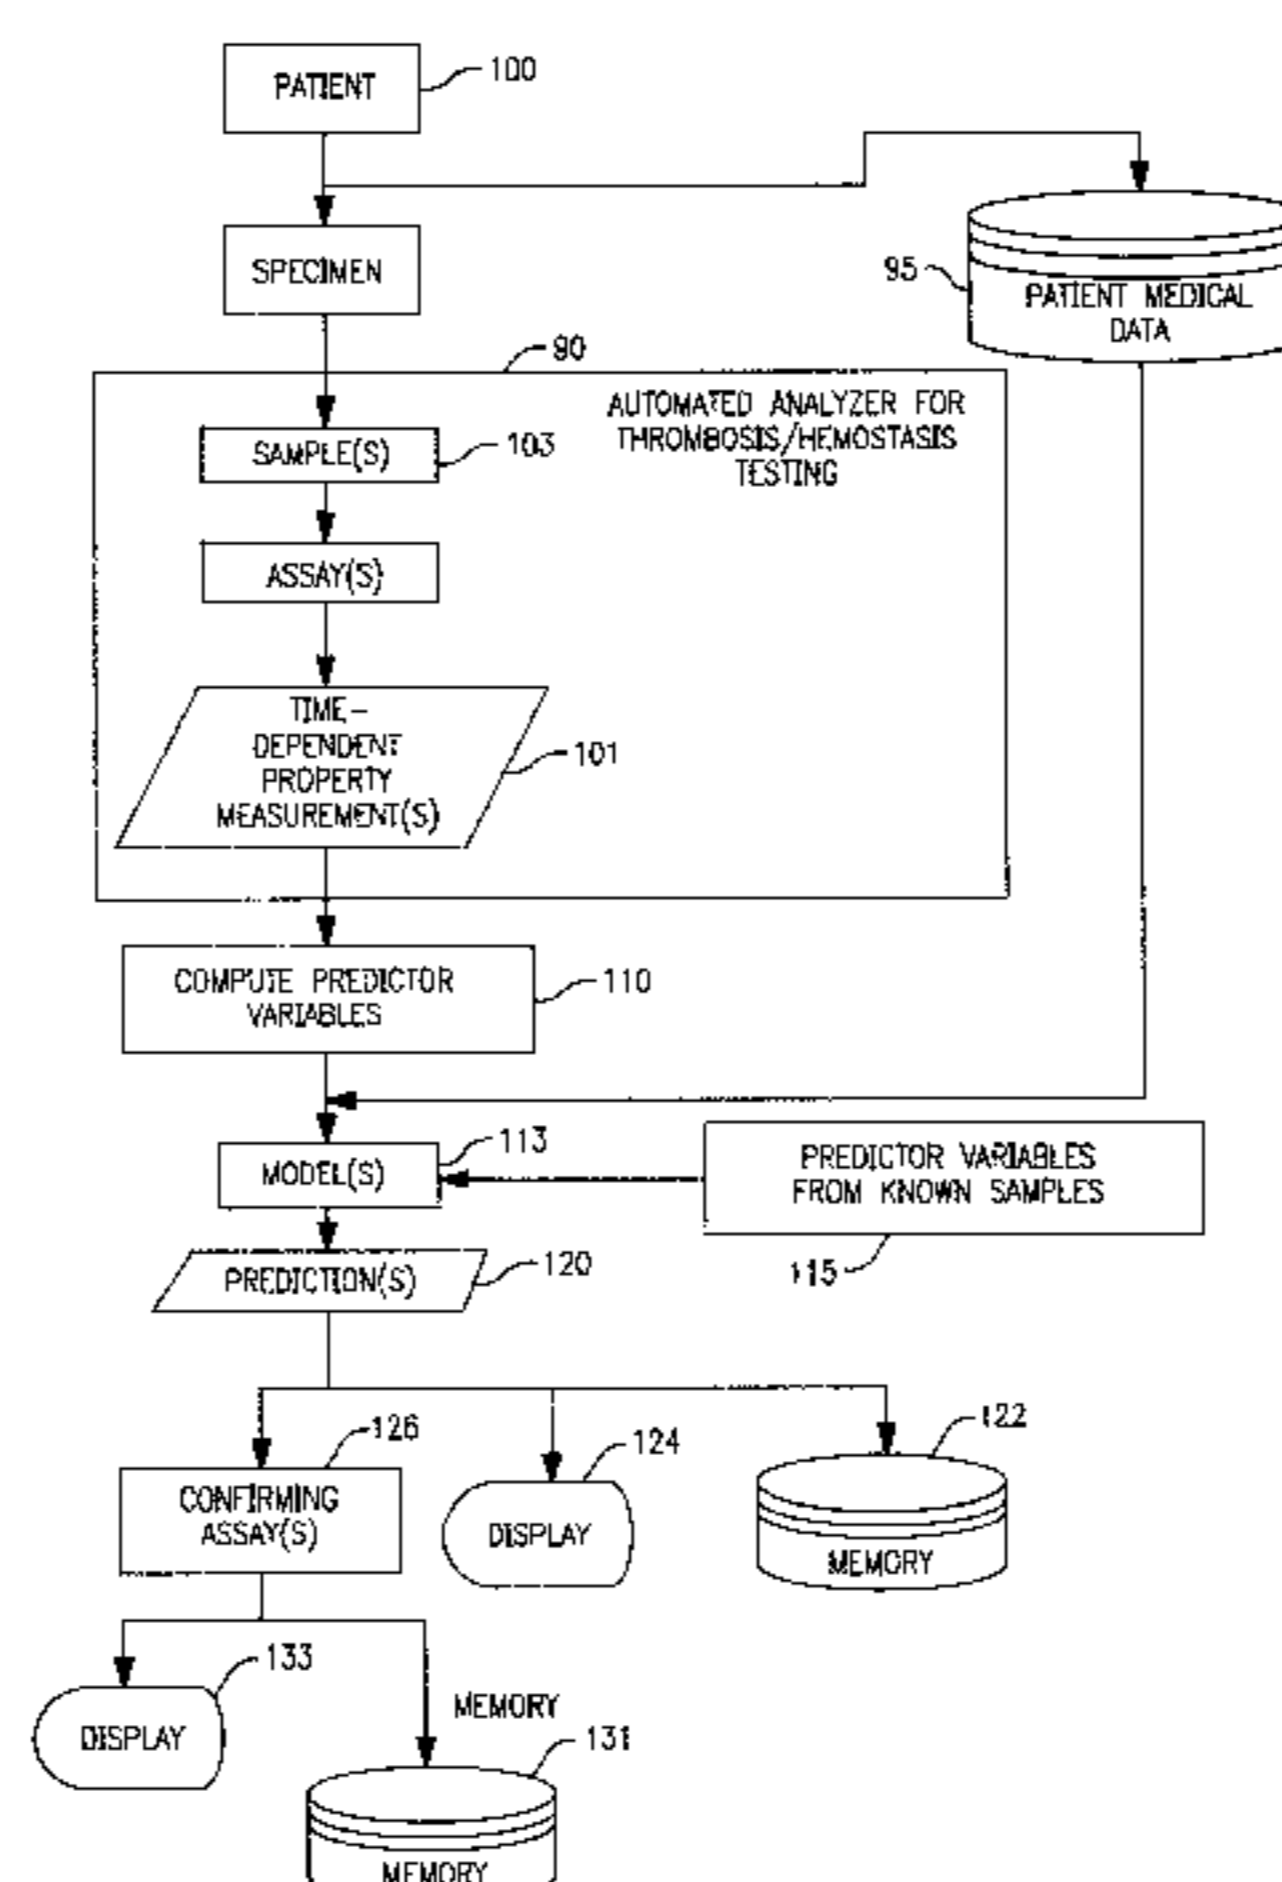 PATIENT
100
SPECIMEN
95
PATIENT MEDICAL
DATA
90
AUTOMATED ANALYZER FOR
THROMBOSIS/HEMOSTASIS
TESTING
SAMPLE(S)
103
ASSAY(S)
TIME-
DEPENDENT
PROPERTY
MEASUREMENT(S)
101
COMPUTE PREDICTOR
VARIABLES
110
MODEL(S)
113
PREDICTOR VARIABLES
FROM KNOWN SAMPLES
115
PREDICTION(S)
120
126
CONFIRMING
ASSAY(S)
124
DISPLAY
122
MEMORY
133
DISPLAY
MEMORY
131
MEMORY